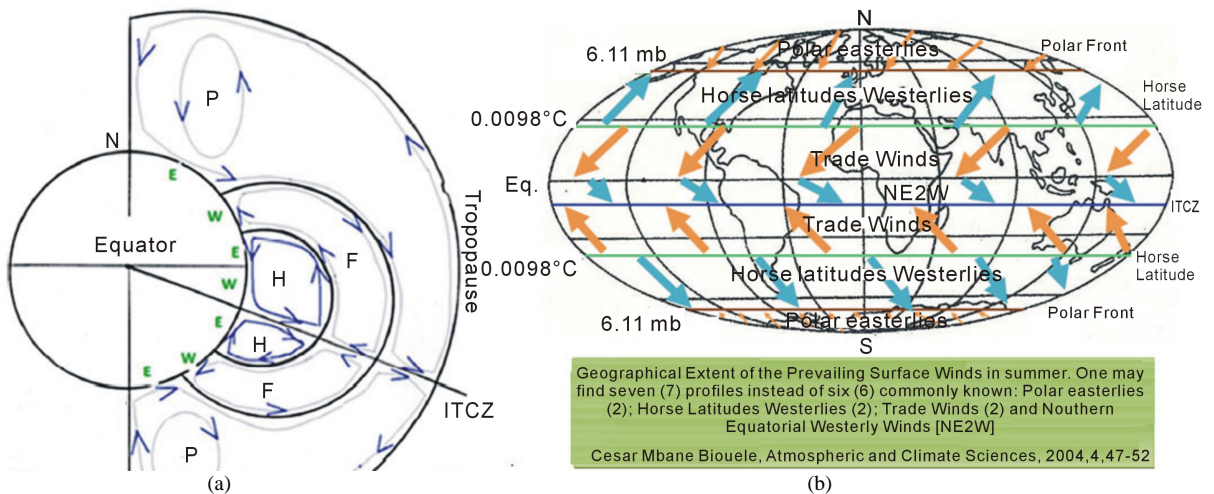 P
N
E
W
Equator
E
H
F
W
Tropopause
E
H
W
E
F
ITCZ
P
(a)
N
6.11 mb
Polar easterlies
Polar Front
Horse latitudes Westerlies
Horse
Latitude
0.0098°C
Trade Winds
Eq.
NE2W
ITCZ
Trade Winds
0.0098°C
Horse latitudes Westerlies
Horse
Latitude
6.11 mb
Polar easterlies
Polar Front
S
Geographical Extent of the Prevailing Surface Winds in summer. One may
find seven (7) profiles instead of six (6) commonly known: Polar easterlies
(2); Horse Latitudes Westerlies (2); Trade Winds (2) and Nouthern
Equatorial Westerly Winds [NE2W]
Cesar Mbane Biouele, Atmospheric and Climate Sciences, 2004,4,47-52
(b)